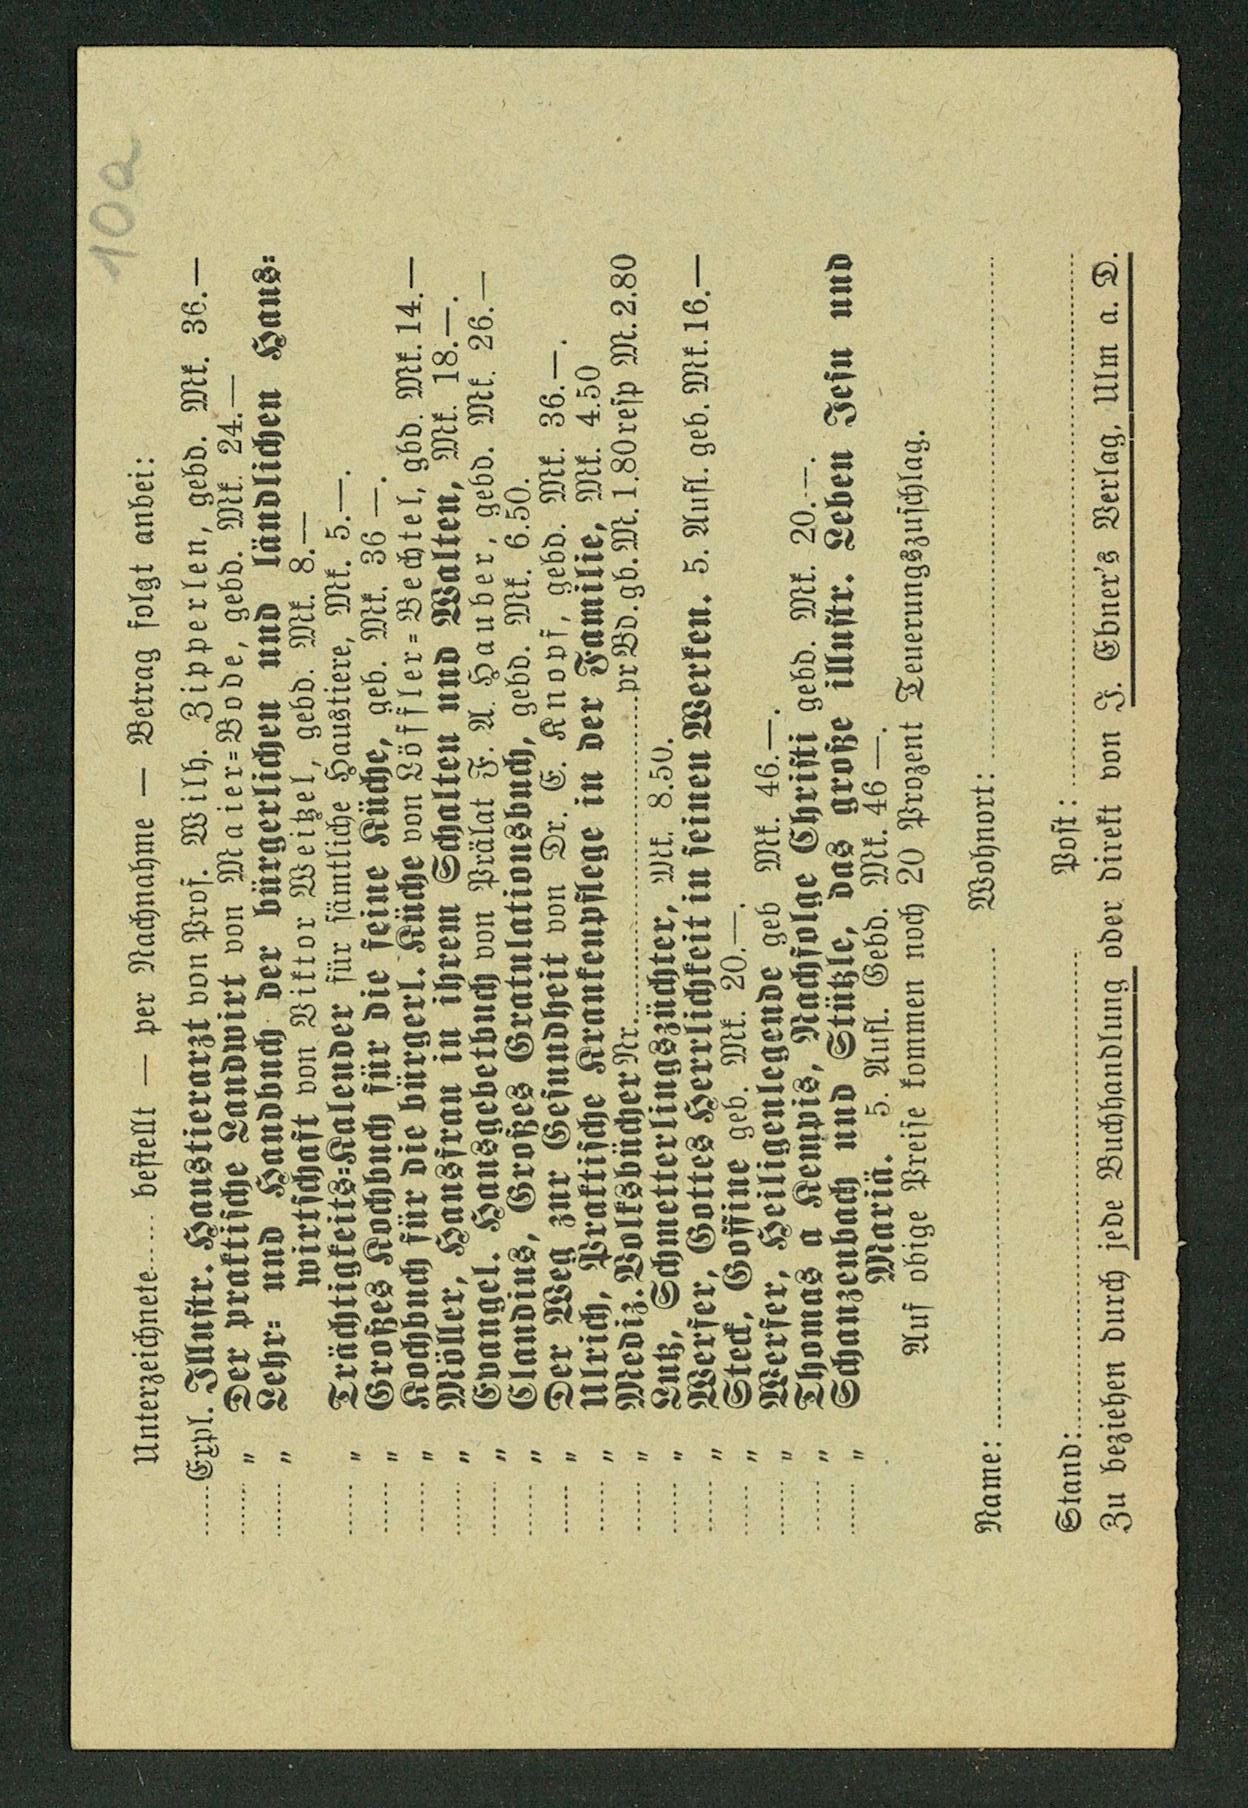 10a
Unterzeichnete..... bestellt — per Nachnahme — Betrag folgt anbei:
......Expl. Illustr. Haustierarzt von Prof. Wilh. Zipperlen, gebd. Mk. 36.—
...... " Der praktische Landwirt von Maier=Bode, gebd. Mk. 24.—
...... " Lehr= und Handbuch der bürgerlichen und ländlichen Haus=
wirtschaft von Viktor Weitzel, gebd. Mk. 8.—
...... " Trächtigkeits=Kalender für sämtliche Haustiere, Mk. 5.—.
...... " Großes Kochbuch für die feine Küche, geb. Mk. 36 —.
...... " Kochbuch für die bürgerl. Küche von Löffler=Bechtel, gbd. Mk. 14.—
...... " Möller, Hausfrau in ihrem Schalten und Walten, Mk. 18.—.
...... " Evangel. Hausgebetbuch von Prälat F. A. Hauber, gebd. Mk. 26.—
...... " Claudius, Großes Gratulationsbuch, gebd. Mk. 6.50.
...... " Der Weg zur Gesundheit von Dr. E. Knopf, gebd. Mk. 36.—.
...... " Ulrich, Praktische Krankenpflege in der Familie, Mk. 4.50
...... " Mediz. Volksbücher Nr..............................pr Bd. gb. M. 1.80 resp M. 2.80
...... " Lutz, Schmetterlingszüchter, Mk. 8.50.
...... " Werfer, Gottes Herrlichkeit in seinen Werken. 5. Aufl. geb. Mk. 16.—
...... " Steck, Goffine geb. Mk. 20.—.
...... " Werfer, Heiligenlegende geb Mk. 46.—.
...... " Thomas a Kempis, Nachfolge Christi gebd. Mk. 20.—.
...... " Schanzenbach und Stützle, das große illustr. Leben Jesu und
Mariä. 5. Aufl. Gebd. Mk. 46 —.
Auf obige Preise kommen noch 20 Prozent Teuerungszuschlag.
Name: .................................................. Wohnort: ..................................................
Stand: .................................................. Post: ..................................................
Zu beziehen durch jede Buchhandlung oder direkt von J. Ebner's Verlag, Ulm a. D.